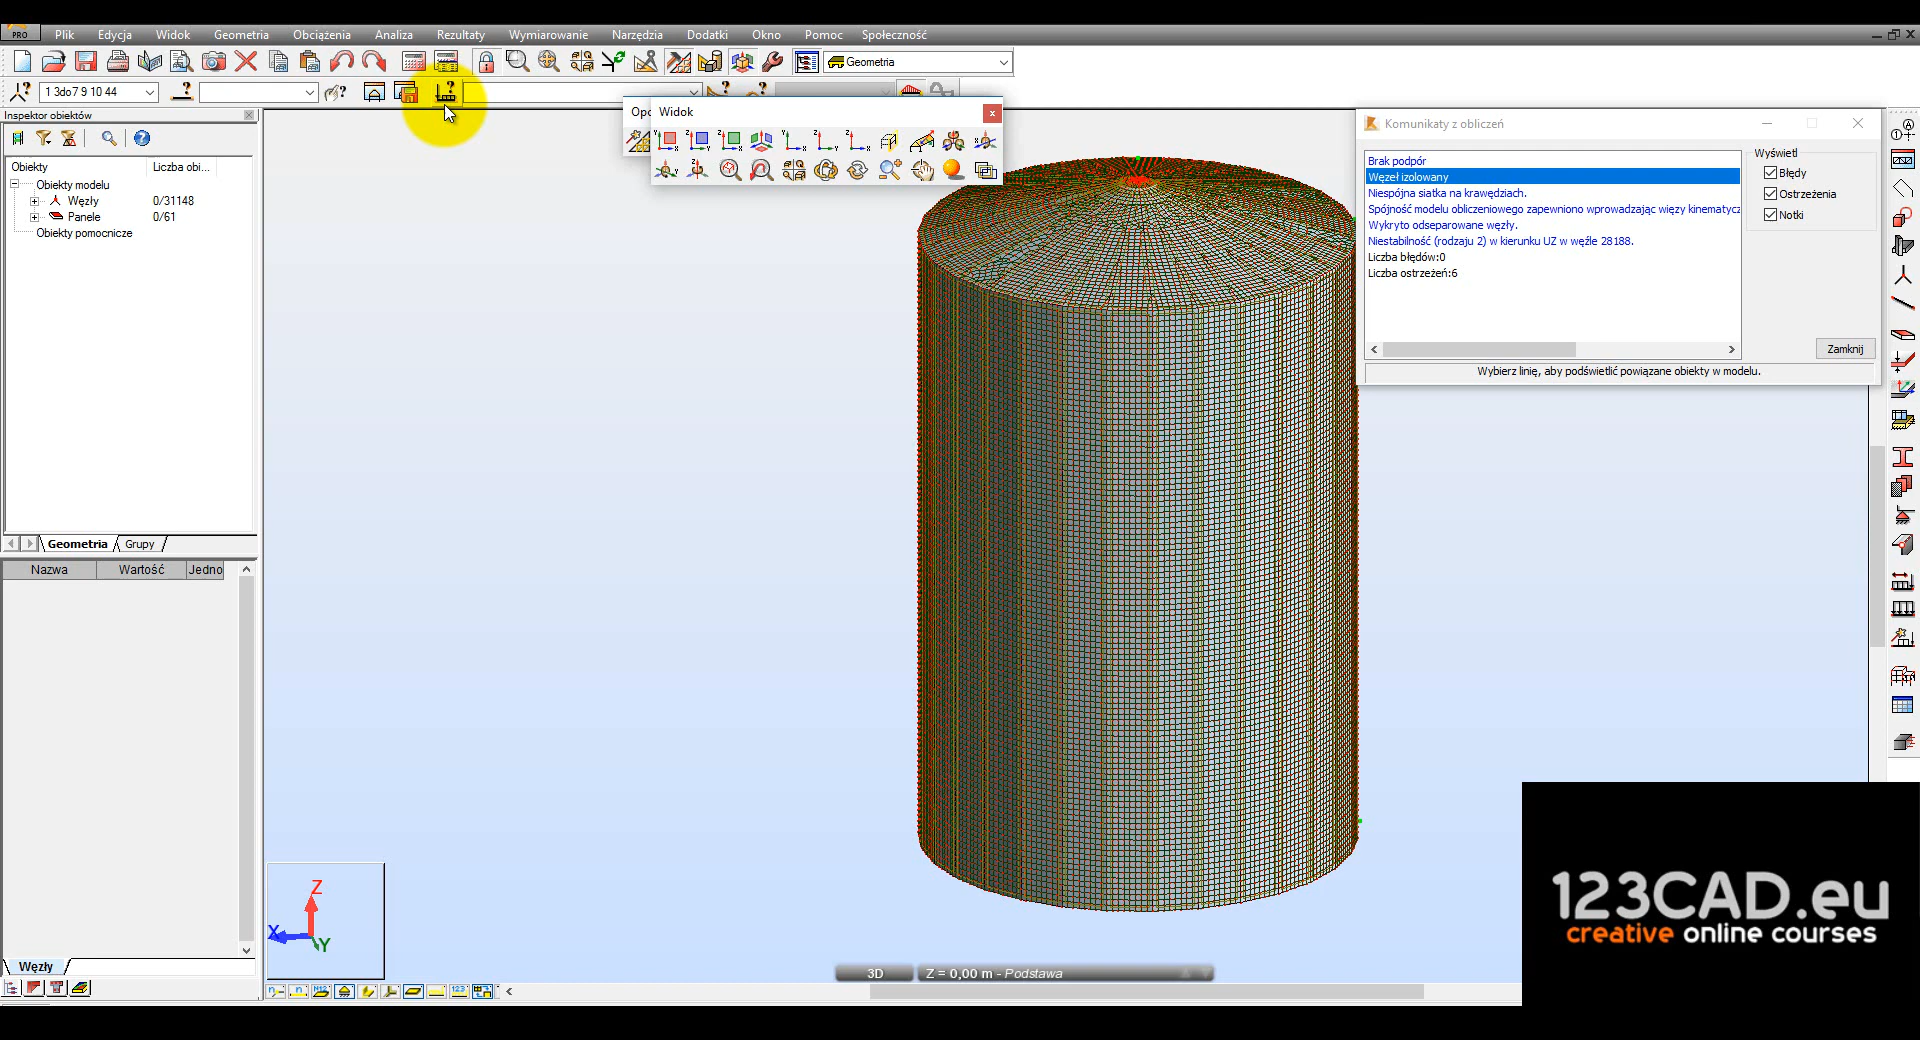 PRO Plik Edycja Widok Geometria Obciążenia Analiza Rezultaty Wymiarowanie Narzędzia Dodatki Okno Pomoc Społeczność
Geometria
1 3do7 9 10 44
Inspektor obiektów
Obiekty Liczba obi...
Obiekty modelu
Węzły 0/31148
Panele 0/61
Obiekty pomocnicze
Geometria Grupy
Nazwa Wartość Jedno
Węzły
Opc
Widok
Komunikaty z obliczeń
Brak podpór
Węzeł izolowany
Niespójna siatka na krawędziach.
Spójność modelu obliczeniowego zapewniono wprowadzając więzy kinematycz
Wykryto odseparowane węzły.
Niestabilność (rodzaju 2) w kierunku UZ w węźle 28188.
Liczba błędów:0
Liczba ostrzeżeń:6
Wyświetl
Błędy
Ostrzeżenia
Notki
Zamknij
Wybierz linię, aby podświetlić powiązane obiekty w modelu.
Z
X
Y
3D
Z = 0,00 m - Podstawa
123CAD.eu
creative online courses